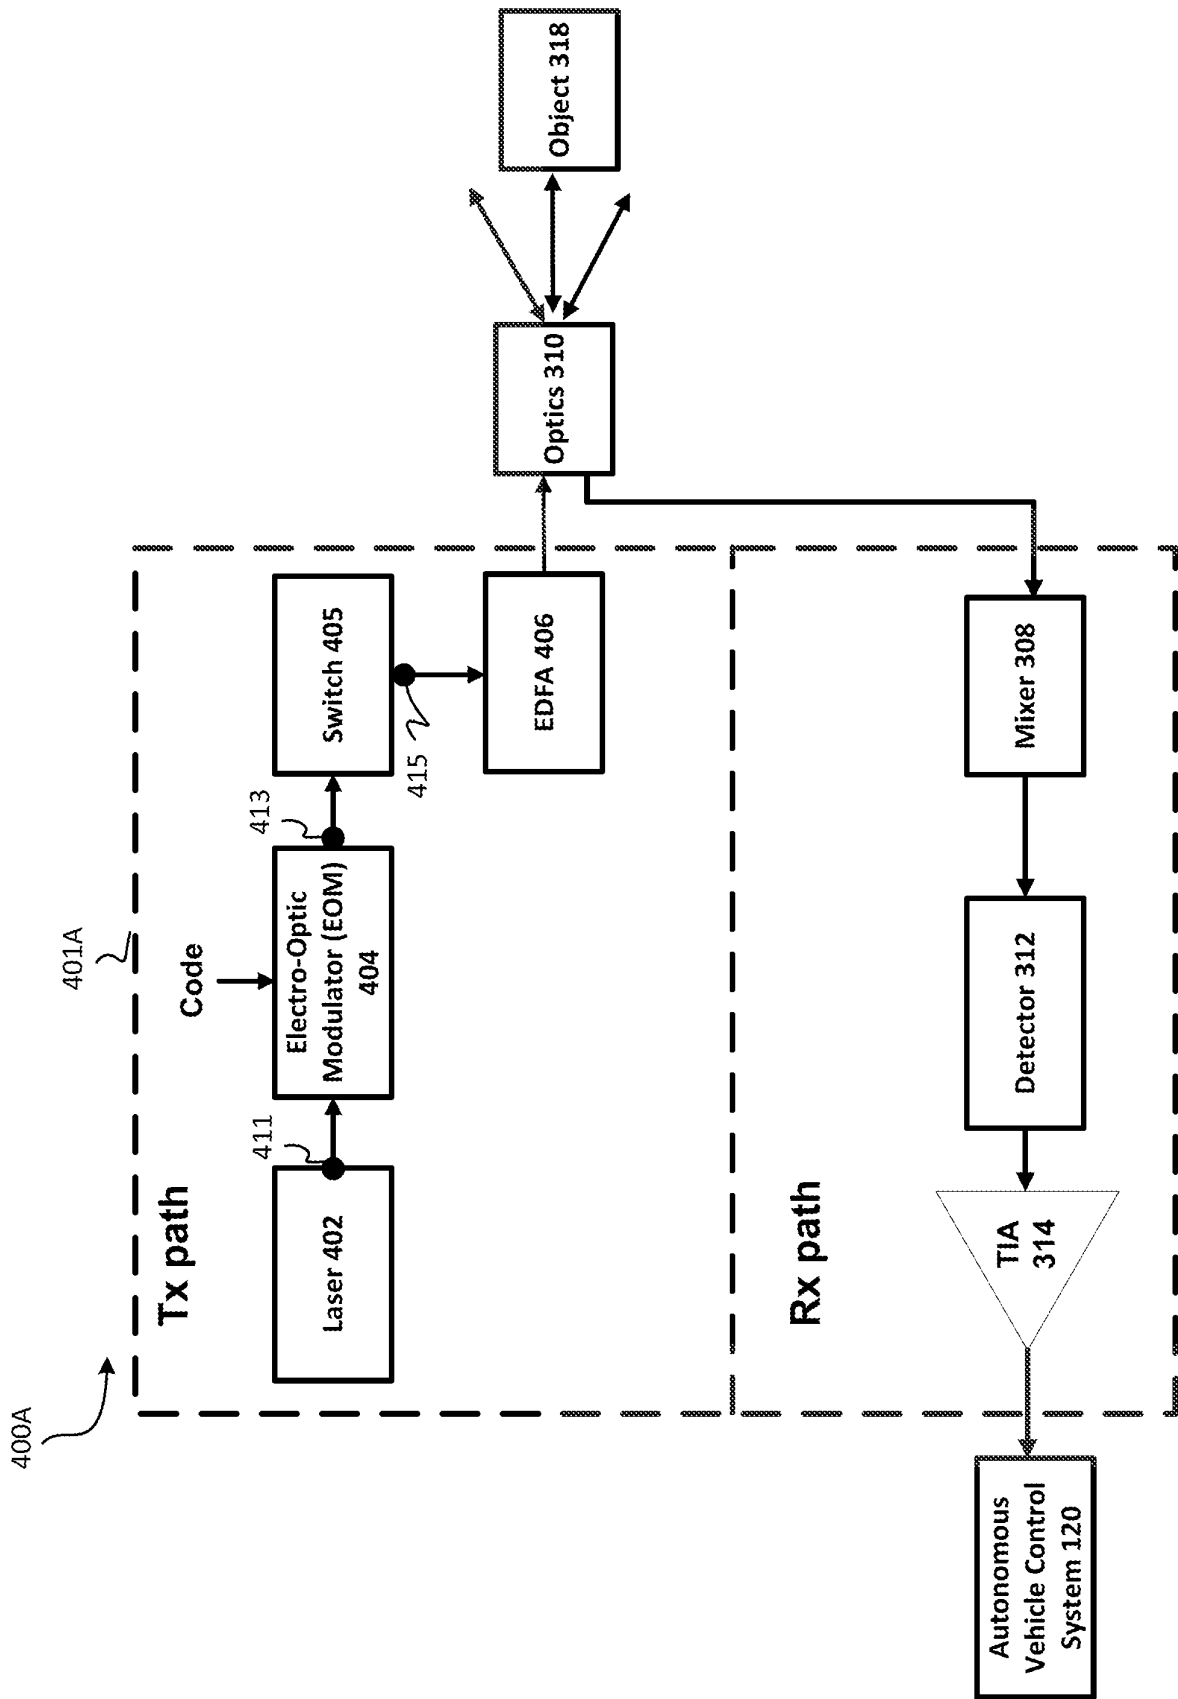 400A
401A
Tx path
Code
Laser 402
411
Electro-Optic
Modulator (EOM)
404
413
Switch 405
415
EDFA 406
Optics 310
Object 318
Rx path
Autonomous
Vehicle Control
System 120
TIA
314
Detector 312
Mixer 308